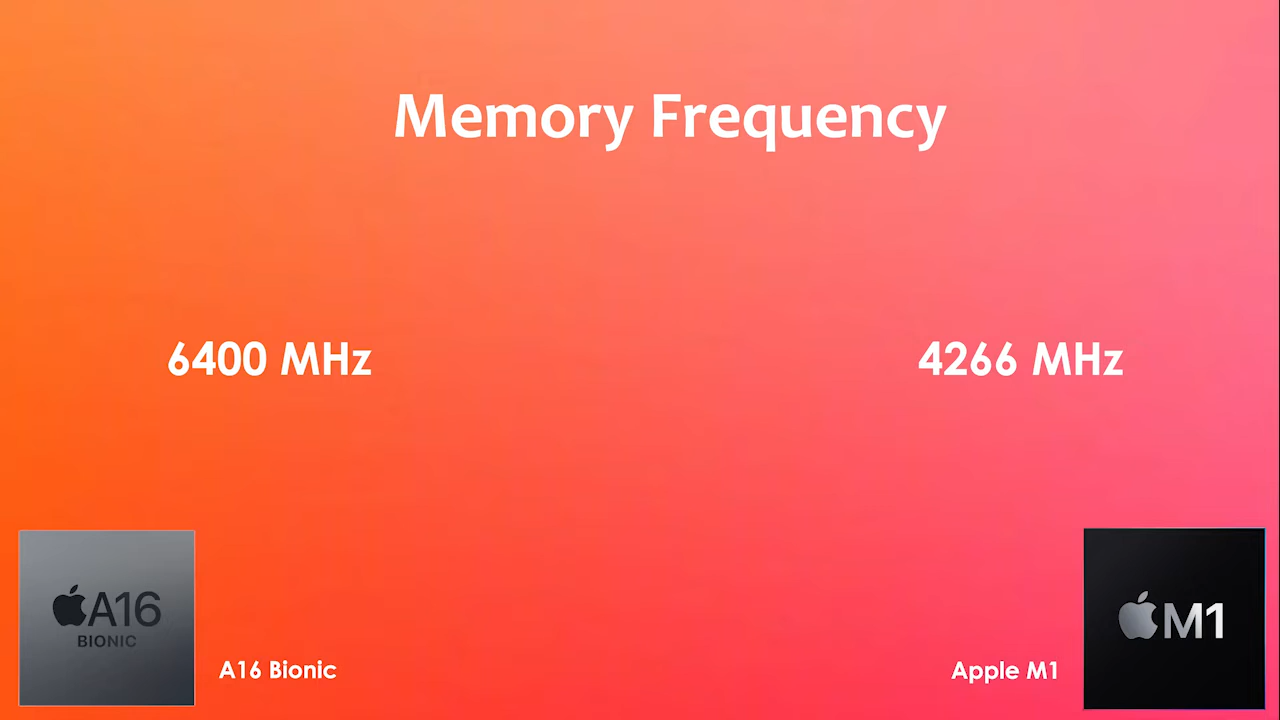 Memory Frequency
6400 MHz
4266 MHz
A16
BIONIC
A16 Bionic
Apple M1
M1